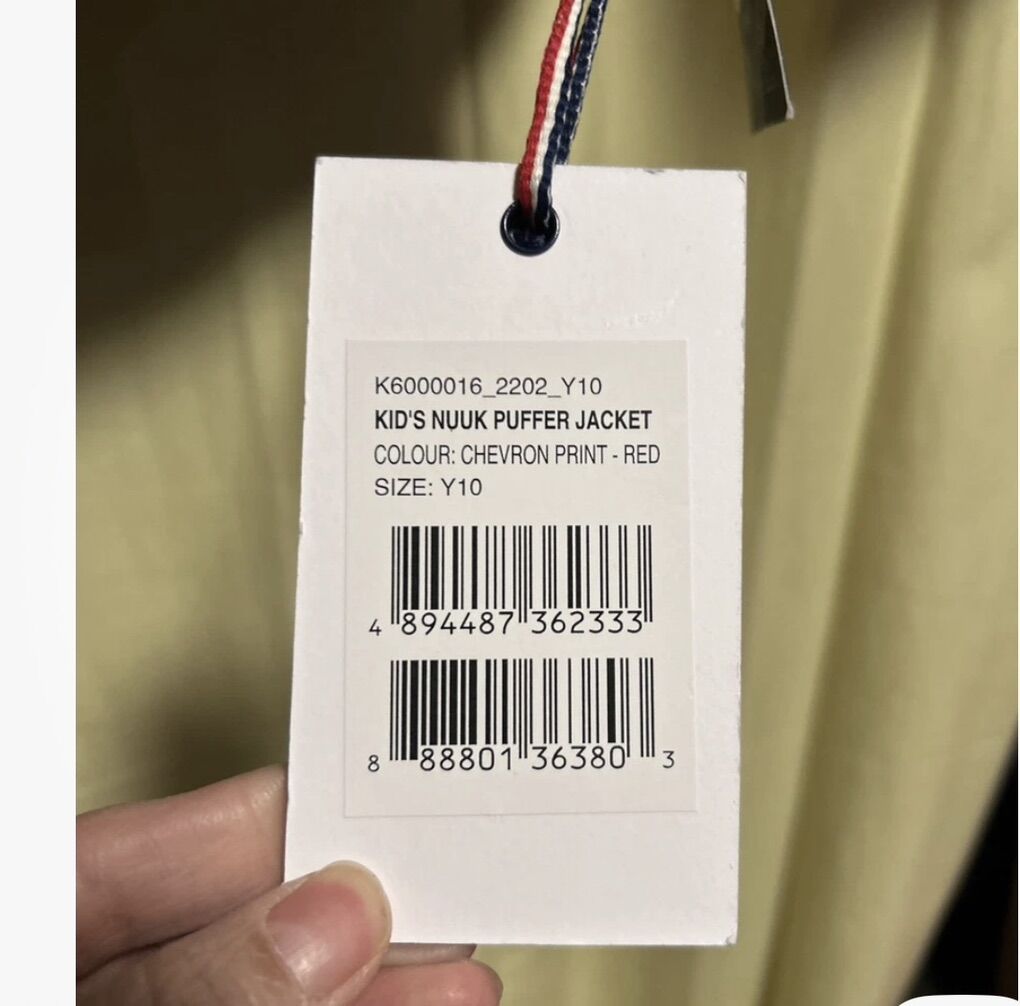 K6000016_2202_Y10
KID'S NUUK PUFFER JACKET
COLOUR: CHEVRON PRINT - RED
SIZE: Y10
4 894487 362333
8 88801 36380 3